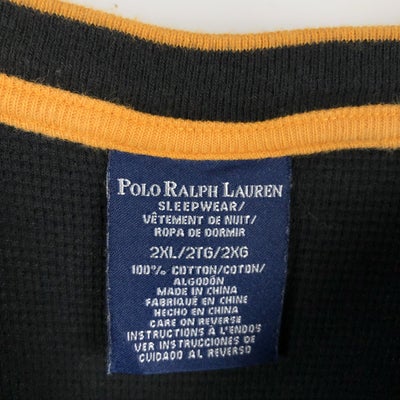 POLO RALPH LAUREN
SLEEPWEAR/
VÊTEMENT DE NUIT/
ROPA DE DORMIR
2XL/2TG/2XG
100% COTTON/COTON/
ALGODÓN
MADE IN CHINA
FABRIQUÉ EN CHINE
HECHO EN CHINA
CARE ON REVERSE
INSTRUCTIONS À L'ENDOS
VER INSTRUCCIONES DE
CUIDADO AL REVERSO